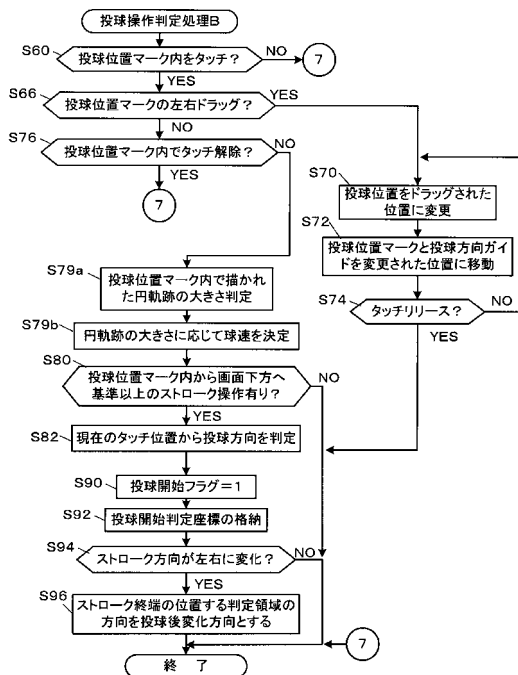 投球操作判定処理B
S60
投球位置マーク内をタッチ？
NO
7
YES
S66
投球位置マークの左右ドラッグ？
YES
NO
S76
投球位置マーク内でタッチ解除？
NO
YES
7
S70
投球位置をドラッグされた
位置に変更
S72
投球位置マークと投球方向ガイ
ドを変更された位置に移動
S74
タッチリリース？
NO
YES
S79a
投球位置マーク内で描かれ
た円軌跡の大きさ判定
S79b
円軌跡の大きさに応じて球速を決定
S80
投球位置マーク内から画面下方へ
基準以上のストローク操作有り？
NO
YES
S82
現在のタッチ位置から投球方向を判定
S90
投球開始フラグ＝1
S92
投球開始判定座標の格納
S94
ストローク方向が左右に変化？
NO
YES
S96
ストローク終端の位置する判定領域の
方向を投球後変化方向とする
7
終 了